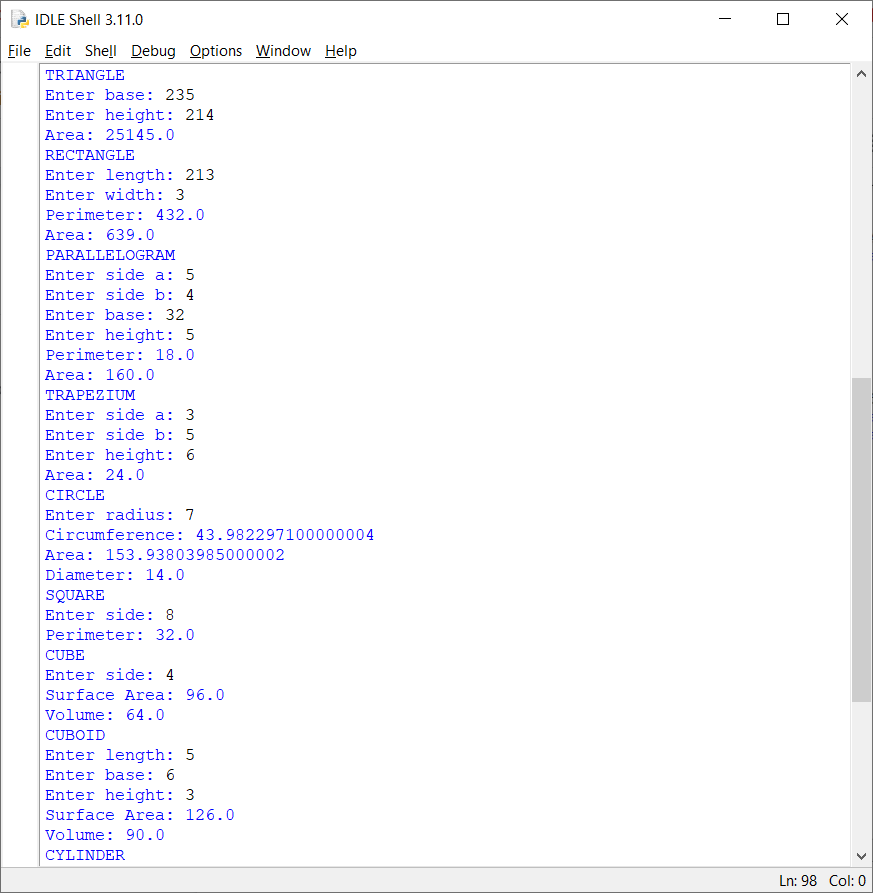 IDLE Shell 3.11.0
File Edit Shell Debug Options Window Help
TRIANGLE
Enter base: 235
Enter height: 214
Area: 25145.0
RECTANGLE
Enter length: 213
Enter width: 3
Perimeter: 432.0
Area: 639.0
PARALLELOGRAM
Enter side a: 5
Enter side b: 4
Enter base: 32
Enter height: 5
Perimeter: 18.0
Area: 160.0
TRAPEZIUM
Enter side a: 3
Enter side b: 5
Enter height: 6
Area: 24.0
CIRCLE
Enter radius: 7
Circumference: 43.982297100000004
Area: 153.93803985000002
Diameter: 14.0
SQUARE
Enter side: 8
Perimeter: 32.0
CUBE
Enter side: 4
Surface Area: 96.0
Volume: 64.0
CUBOID
Enter length: 5
Enter base: 6
Enter height: 3
Surface Area: 126.0
Volume: 90.0
CYLINDER
Ln: 98 Col: 0